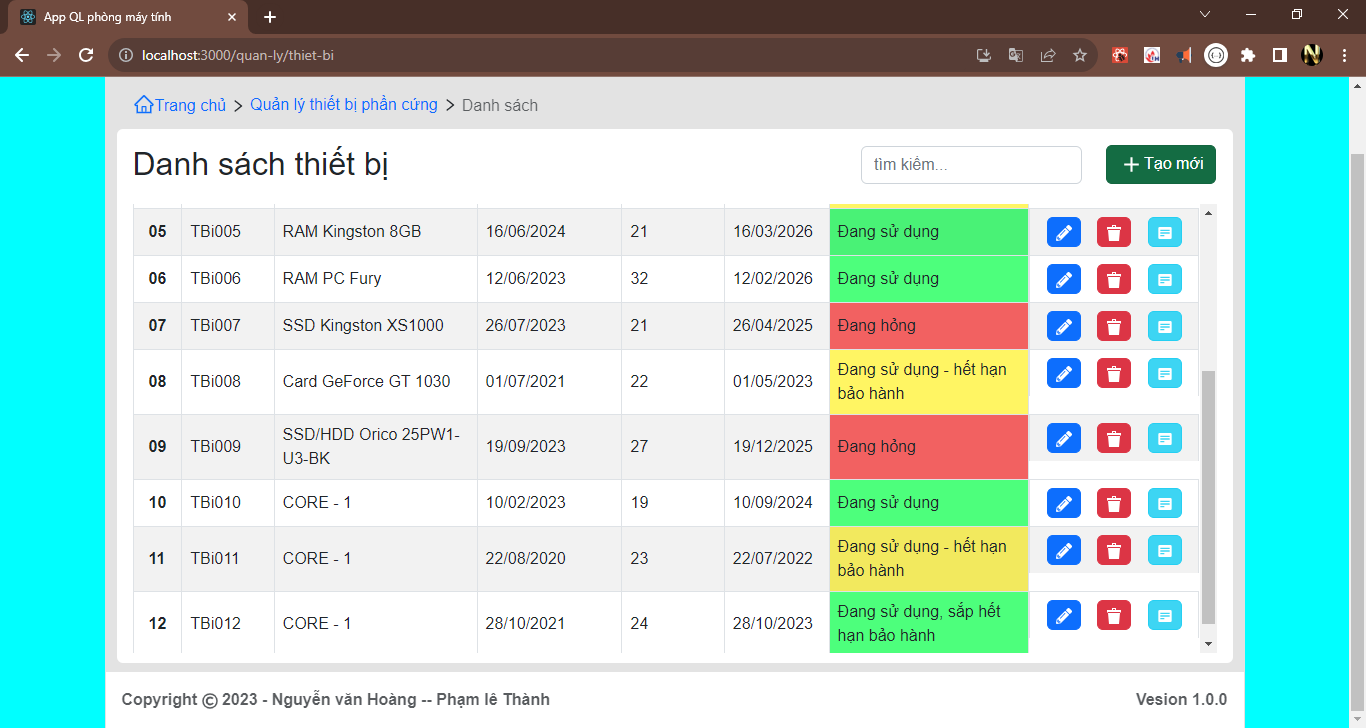 App QL phòng máy tính
localhost:3000/quan-ly/thiet-bi
Trang chủ > Quản lý thiết bị phần cứng > Danh sách
Danh sách thiết bị
tìm kiếm...
Tạo mới
05 TBi005 RAM Kingston 8GB 16/06/2024 21 16/03/2026 Đang sử dụng
06 TBi006 RAM PC Fury 12/06/2023 32 12/02/2026 Đang sử dụng
07 TBi007 SSD Kingston XS1000 26/07/2023 21 26/04/2025 Đang hỏng
08 TBi008 Card GeForce GT 1030 01/07/2021 22 01/05/2023 Đang sử dụng - hết hạn
bảo hành
09 TBi009 SSD/HDD Orico 25PW1-
U3-BK 19/09/2023 27 19/12/2025 Đang hỏng
10 TBi010 CORE - 1 10/02/2023 19 10/09/2024 Đang sử dụng
11 TBi011 CORE - 1 22/08/2020 23 22/07/2022 Đang sử dụng - hết hạn
bảo hành
12 TBi012 CORE - 1 28/10/2021 24 28/10/2023 Đang sử dụng, sắp hết
hạn bảo hành
Copyright © 2023 - Nguyễn văn Hoàng -- Phạm lê Thành
Vesion 1.0.0